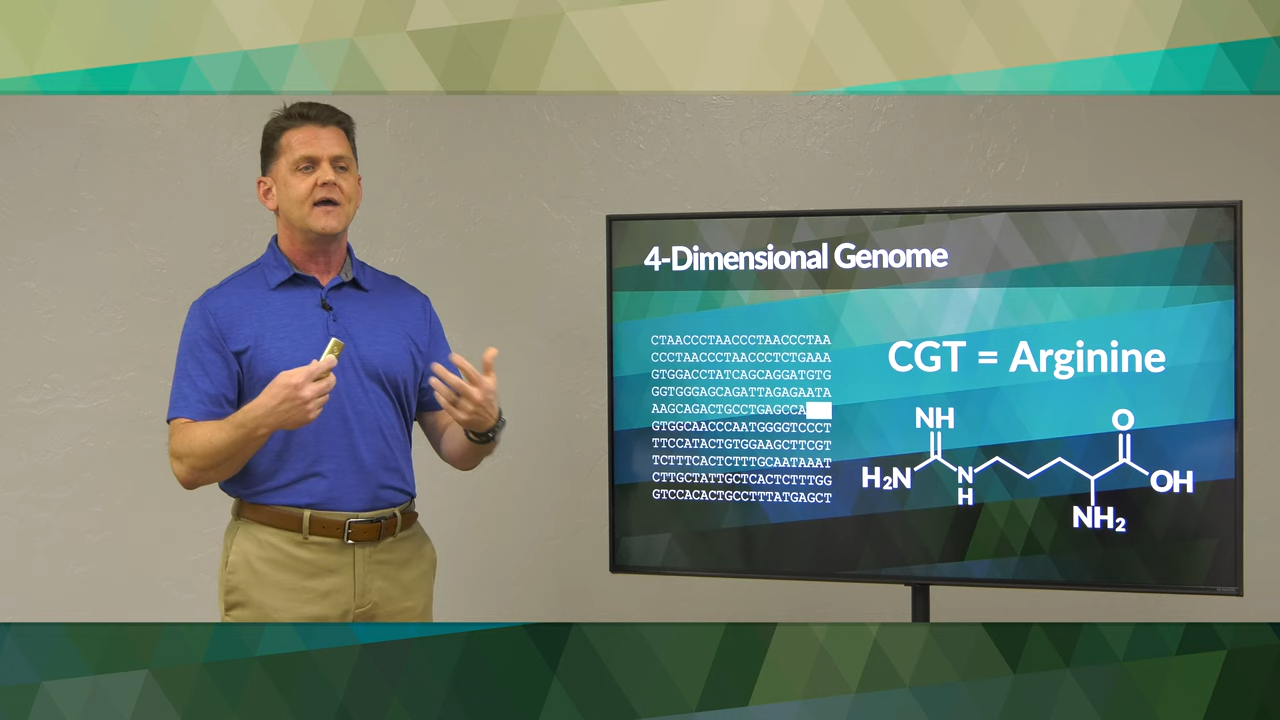 4-Dimensional Genome
CTAACCCTAACCCTAACCCTAA
CCCTAACCCTAACCCTCTGAAA
GTGGACCTATCAGCAGGATGTG
GGTGGGAGCAGATTAGAGAATA
AAGCAGACTGCCTGAGCCA
GTGGCAACCCAATGGGGTCCCT
TTCCATACTGTGGAAGCTTCGT
TCTTTCACTCTTTGCAATAAAT
CTTGCTATTGCTCACTCTTTGG
GTCCACACTGCCTTTATGAGCT
CGT = Arginine
NH
O
H₂N
N
H
OH
NH₂